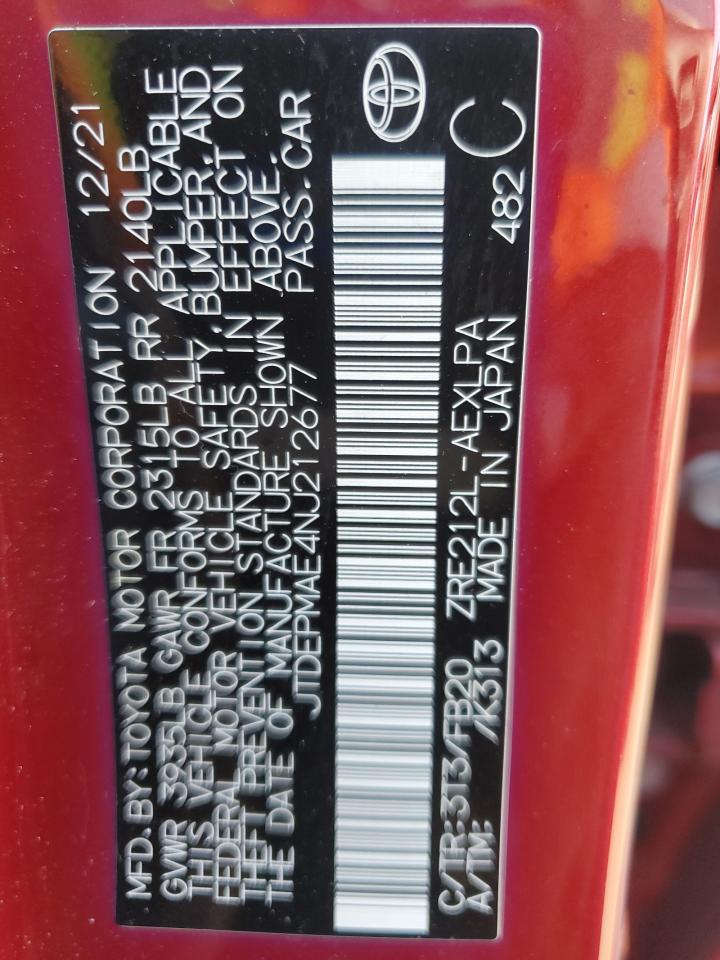 MFD. BY: TOYOTA MOTOR CORPORATION 12/21
GVWR 3935LB GAWR FR 2315LB RR 2140LB
THIS VEHICLE CONFORMS TO ALL APPLICABLE
FEDERAL MOTOR VEHICLE SAFETY, BUMPER, AND
THEFT PREVENTION STANDARDS IN EFFECT ON
THE DATE OF MANUFACTURE SHOWN ABOVE.
JTDEPMAE4NJ212677 PASS. CAR
C/TR: 3T3/FB20 ZRE212L-AEXLPA C
A/TM: /K313 MADE IN JAPAN 482